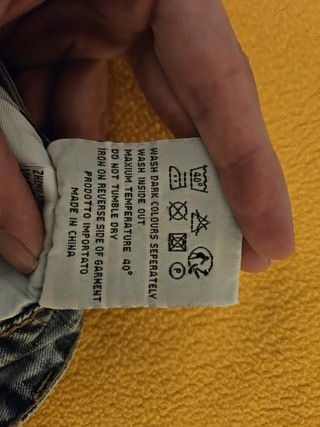 40°
P
WASH DARK COLOURS SEPERATELY
WASH INSIDE OUT
MAXIUM TEMPERATURE 40°
DO NOT TUMBLE DRY
IRON ON REVERSE SIDE OF GARMENT
PRODOTTO IMPORTATO
MADE IN CHINA